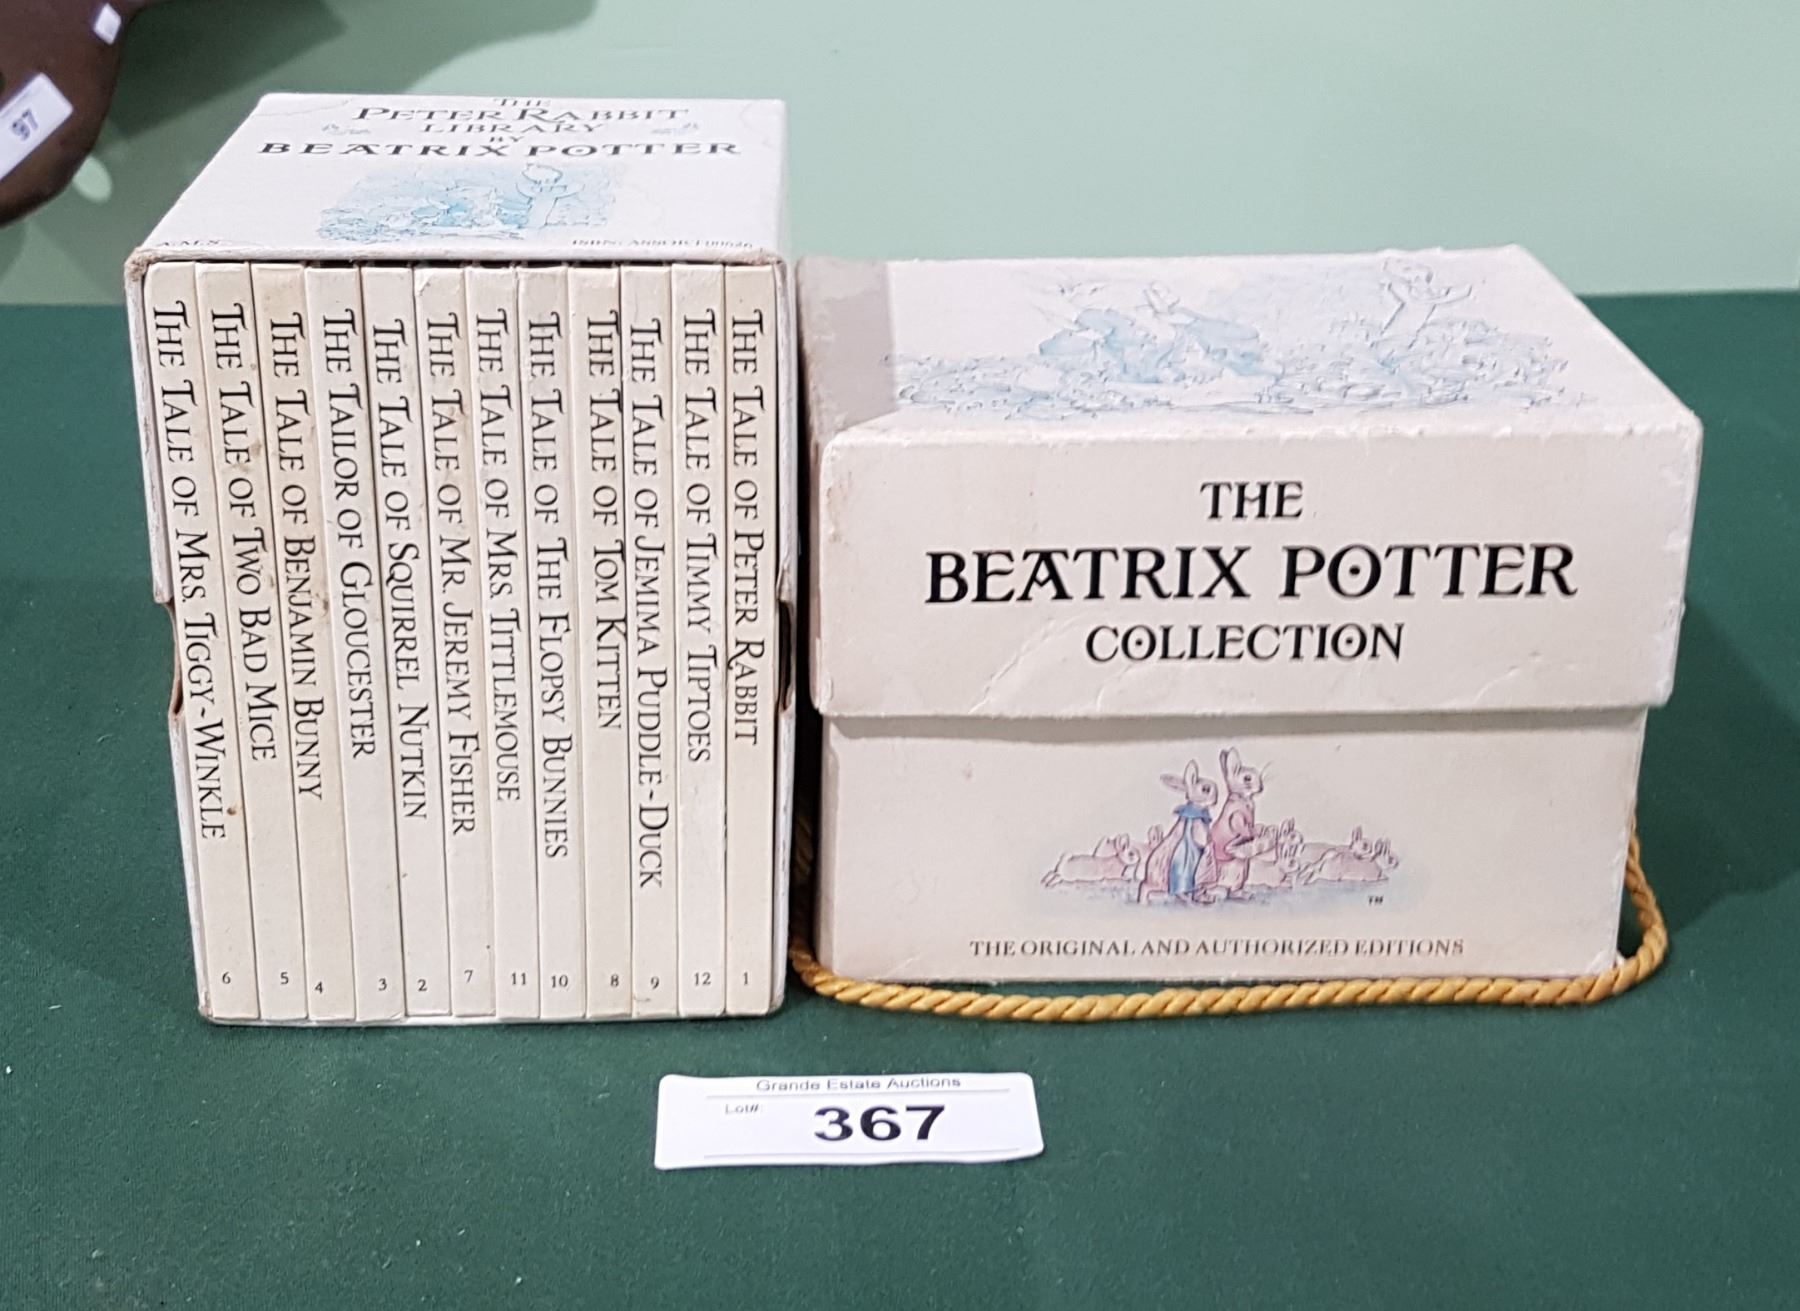 97
THE
PETER RABBIT
LIBRARY
BY
BEATRIX POTTER
A.M.S.
ISBN: ASSORT
THE TALE OF MRS. TIGGY-WINKLE 6
THE TALE OF TWO BAD MICE 5
THE TALE OF BENJAMIN BUNNY 4
THE TAILOR OF GLOUCESTER 3
THE TALE OF SQUIRREL NUTKIN 2
THE TALE OF MR. JEREMY FISHER 7
THE TALE OF MRS. TITTLEMOUSE 11
THE TALE OF THE FLOPSY BUNNIES 10
THE TALE OF TOM KITTEN 8
THE TALE OF JEMIMA PUDDLE-DUCK 9
THE TALE OF TIMMY TIPTOES 12
THE TALE OF PETER RABBIT 1
THE
BEATRIX POTTER
COLLECTION
TM
THE ORIGINAL AND AUTHORIZED EDITIONS
Grande Estate Auctions
Lot#: 367